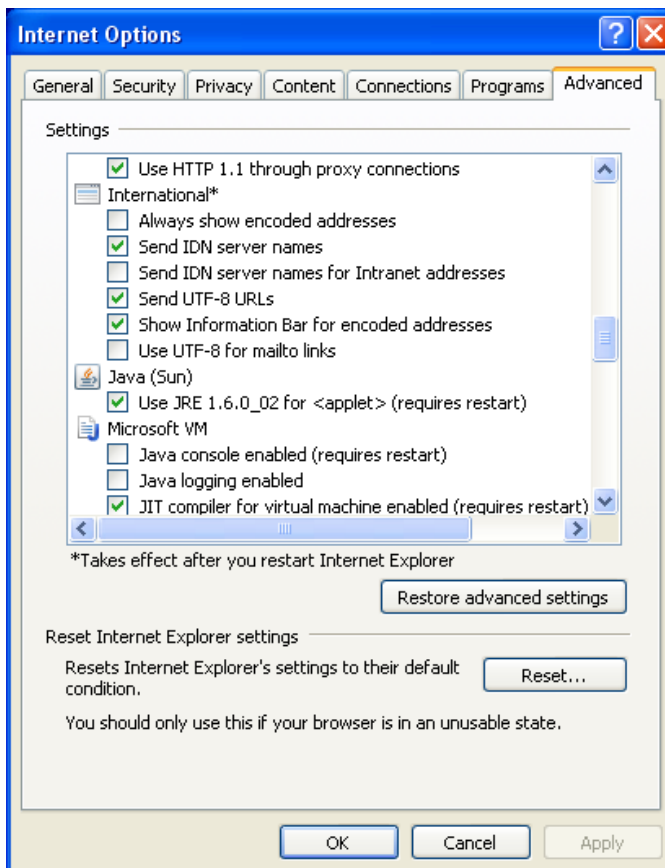 Internet Options
General Security Privacy Content Connections Programs Advanced
Settings
Use HTTP 1.1 through proxy connections
International*
Always show encoded addresses
Send IDN server names
Send IDN server names for Intranet addresses
Send UTF-8 URLs
Show Information Bar for encoded addresses
Use UTF-8 for mailto links
Java (Sun)
Use JRE 1.6.0_02 for <applet> (requires restart)
Microsoft VM
Java console enabled (requires restart)
Java logging enabled
JIT compiler for virtual machine enabled (requires restart)
*Takes effect after you restart Internet Explorer
Restore advanced settings
Reset Internet Explorer settings
Resets Internet Explorer's settings to their default
condition.
Reset...
You should only use this if your browser is in an unusable state.
OK Cancel Apply